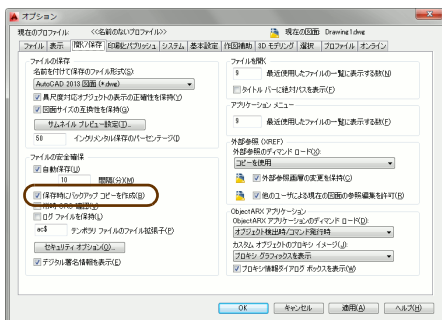 オプション
現在のプロファイル: <<名前のないプロファイル>> 現在の図面: Drawing1.dwg
ファイル 表示 開く/保存 印刷とパブリッシュ システム 基本設定 作図補助 3D モデリング 選択 プロファイル オンライン
ファイルの保存
名前を付けて保存のファイル形式(S):
AutoCAD 2013 図面 (*.dwg)
異尺度対応オブジェクトの表示の正確性を保持(Y)
図面サイズの互換性を保持(G)
サムネイル プレビュー設定(T)...
50 インクリメンタル保存のパーセンテージ(I)
ファイルの安全確保
自動保存(U)
10 間隔(分)(M)
保存時にバックアップ コピーを作成(B)
常時 CRC 確認(V)
ログ ファイルを保持(L)
ac$ テンポラリ ファイルのファイル拡張子(P)
セキュリティ オプション(O)...
デジタル署名情報を表示(E)
ファイルを開く
9 最近使用したファイルの一覧に表示する数(N)
タイトル バーに絶対パスを表示(F)
アプリケーション メニュー
9 最近使用したファイルの一覧に表示する数(Q)
外部参照 (XREF)
外部参照のディマンド ロード(X):
コピーを使用
外部参照画層の変更を保持(C)
他のユーザによる現在の図面の参照編集を許可(R)
ObjectARX アプリケーション
ObjectARX アプリケーションのディマンド ロード(D):
オブジェクト検出時/コマンド発行時
カスタム オブジェクトのプロキシ イメージ(J):
プロキシ グラフィックスを表示
プロキシ情報ダイアログ ボックスを表示(W)
OK キャンセル 適用(A) ヘルプ(H)